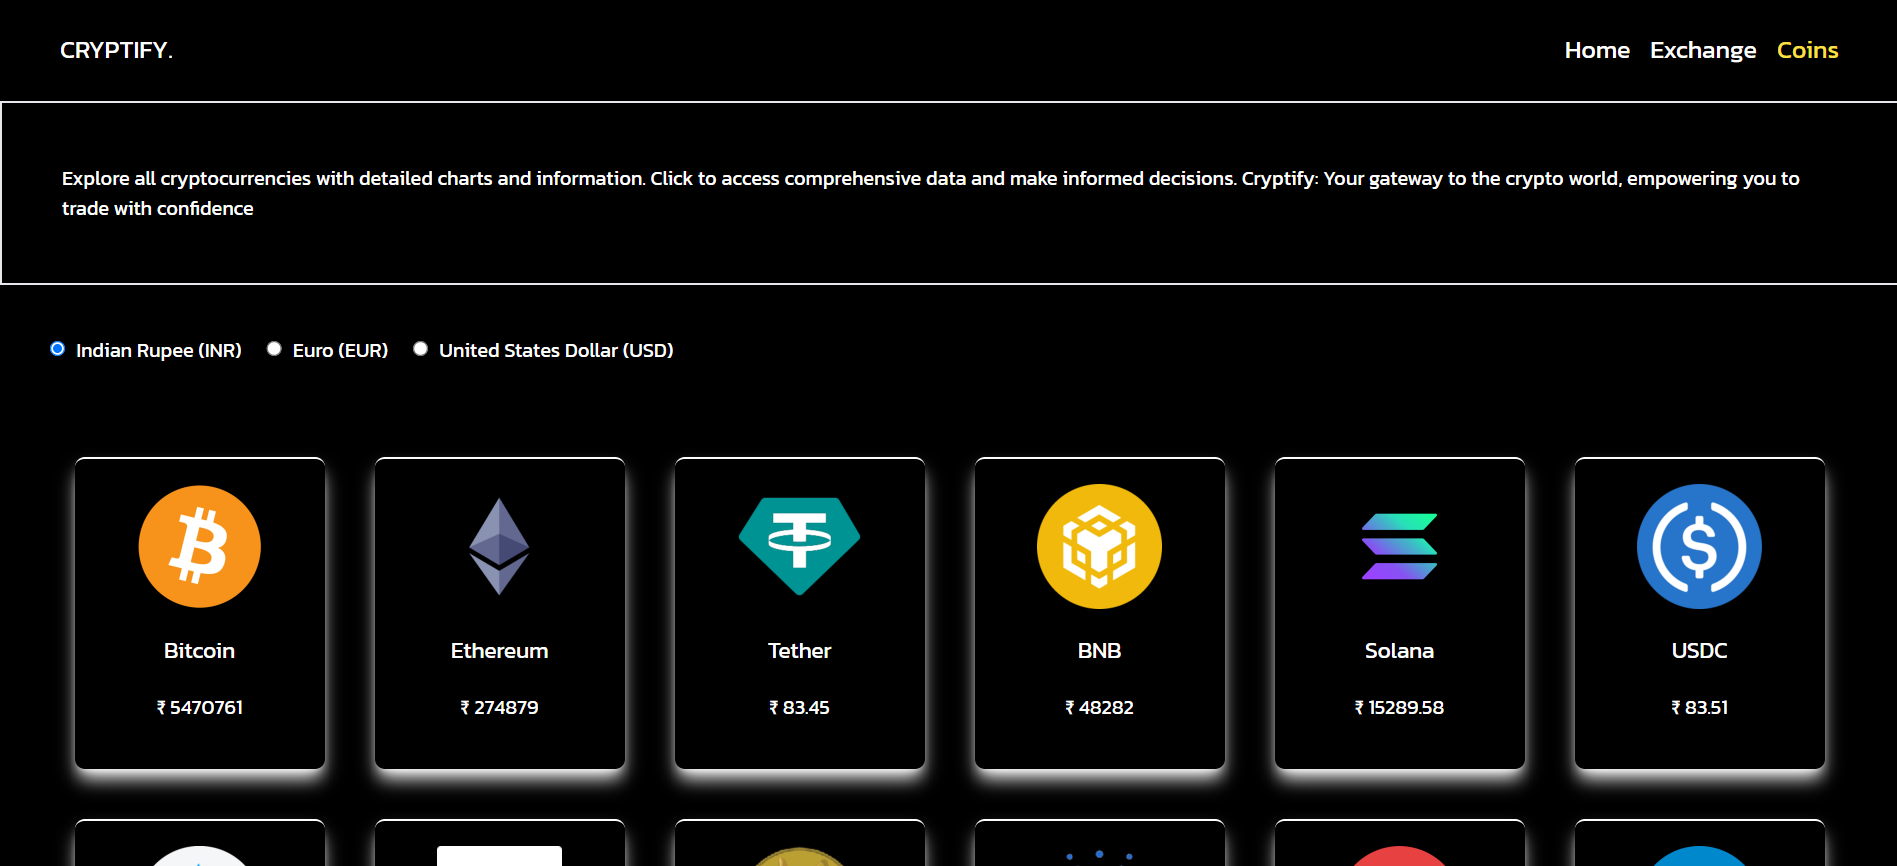 CRYPTIFY.
Home Exchange Coins
Explore all cryptocurrencies with detailed charts and information. Click to access comprehensive data and make informed decisions. Cryptify: Your gateway to the crypto world, empowering you to
trade with confidence
Indian Rupee (INR) Euro (EUR) United States Dollar (USD)
Bitcoin
₹ 5470761
Ethereum
₹ 274879
Tether
₹ 83.45
BNB
₹ 48282
Solana
₹ 15289.58
USDC
₹ 83.51